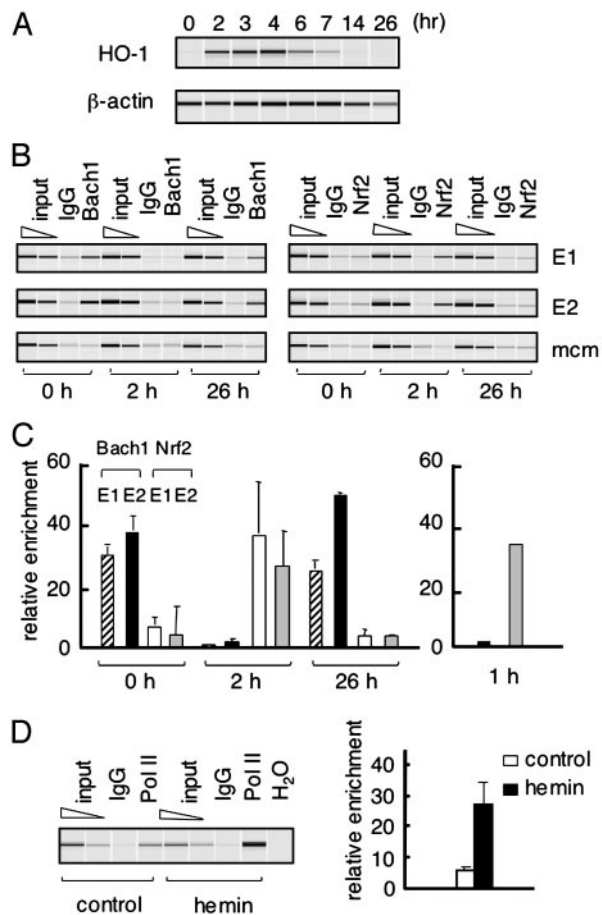 A
0 2 3 4 6 7 14 26 (hr)
HO-1
β-actin
B
input IgG Bach1 input IgG Bach1 input IgG Bach1
input IgG Nrf2 input IgG Nrf2 input IgG Nrf2
E1
E2
mcm
0 h 2 h 26 h
0 h 2 h 26 h
C
relative enrichment
60
40
20
0
Bach1 Nrf2
E1 E2 E1 E2
0 h 2 h 26 h
60
40
20
0
1 h
D
input IgG Pol II input IgG Pol II H₂O
control hemin
relative enrichment
40
30
20
10
0
control
hemin